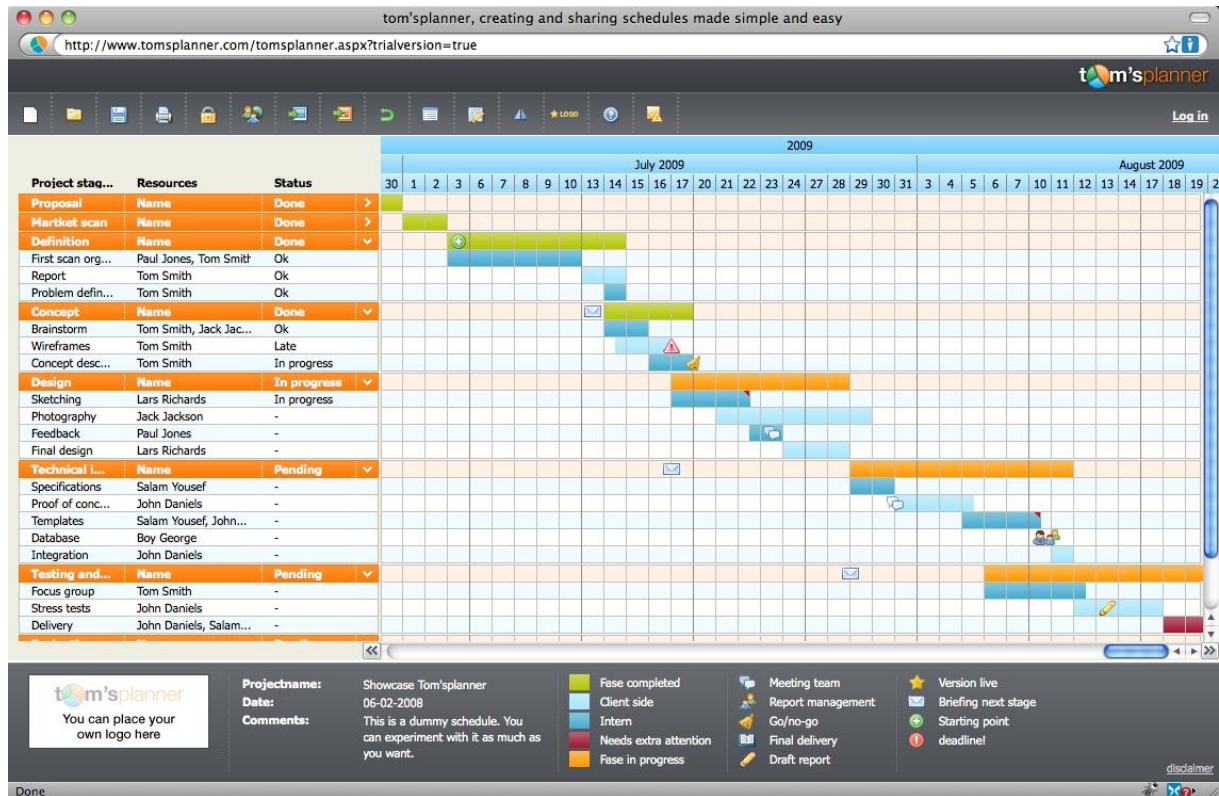 tom'splanner, creating and sharing schedules made simple and easy
http://www.tomsplanner.com/tomsplanner.aspx?trialversion=true
tom'splanner
LOGO
Log in
2009
July 2009 August 2009
Project stag... Resources Status 30 1 2 3 6 7 8 9 10 13 14 15 16 17 20 21 22 23 24 27 28 29 30 31 3 4 5 6 7 10 11 12 13 14 17 18 19 2
Proposal Name Done
Martket scan Name Done
Definition Name Done
First scan org... Paul Jones, Tom Smith Ok
Report Tom Smith Ok
Problem defin... Tom Smith Ok
Concept Name Done
Brainstorm Tom Smith, Jack Jac... Ok
Wireframes Tom Smith Late
Concept desc... Tom Smith In progress
Design Name In progress
Sketching Lars Richards In progress
Photography Jack Jackson -
Feedback Paul Jones -
Final design Lars Richards -
Technical i... Name Pending
Specifications Salam Yousef -
Proof of conc... John Daniels -
Templates Salam Yousef, John... -
Database Boy George -
Integration John Daniels -
Testing and... Name Pending
Focus group Tom Smith -
Stress tests John Daniels -
Delivery John Daniels, Salam... -
tom'splanner
You can place your
own logo here
Projectname: Showcase Tom'splanner
Date: 06-02-2008
Comments: This is a dummy schedule. You
can experiment with it as much as
you want.
Fase completed
Client side
Intern
Needs extra attention
Fase in progress
Meeting team
Report management
Go/no-go
Final delivery
Draft report
Version live
Briefing next stage
Starting point
deadline!
disclaimer
Done